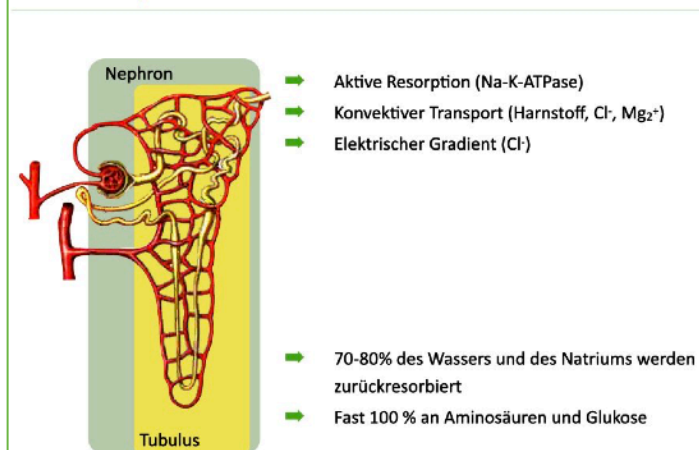 Nephron
Aktive Resorption (Na-K-ATPase)
Konvektiver Transport (Harnstoff, Cl⁻, Mg₂⁺)
Elektrischer Gradient (Cl⁻)
70-80% des Wassers und des Natriums werden
zurückresorbiert
Fast 100 % an Aminosäuren und Glukose
Tubulus